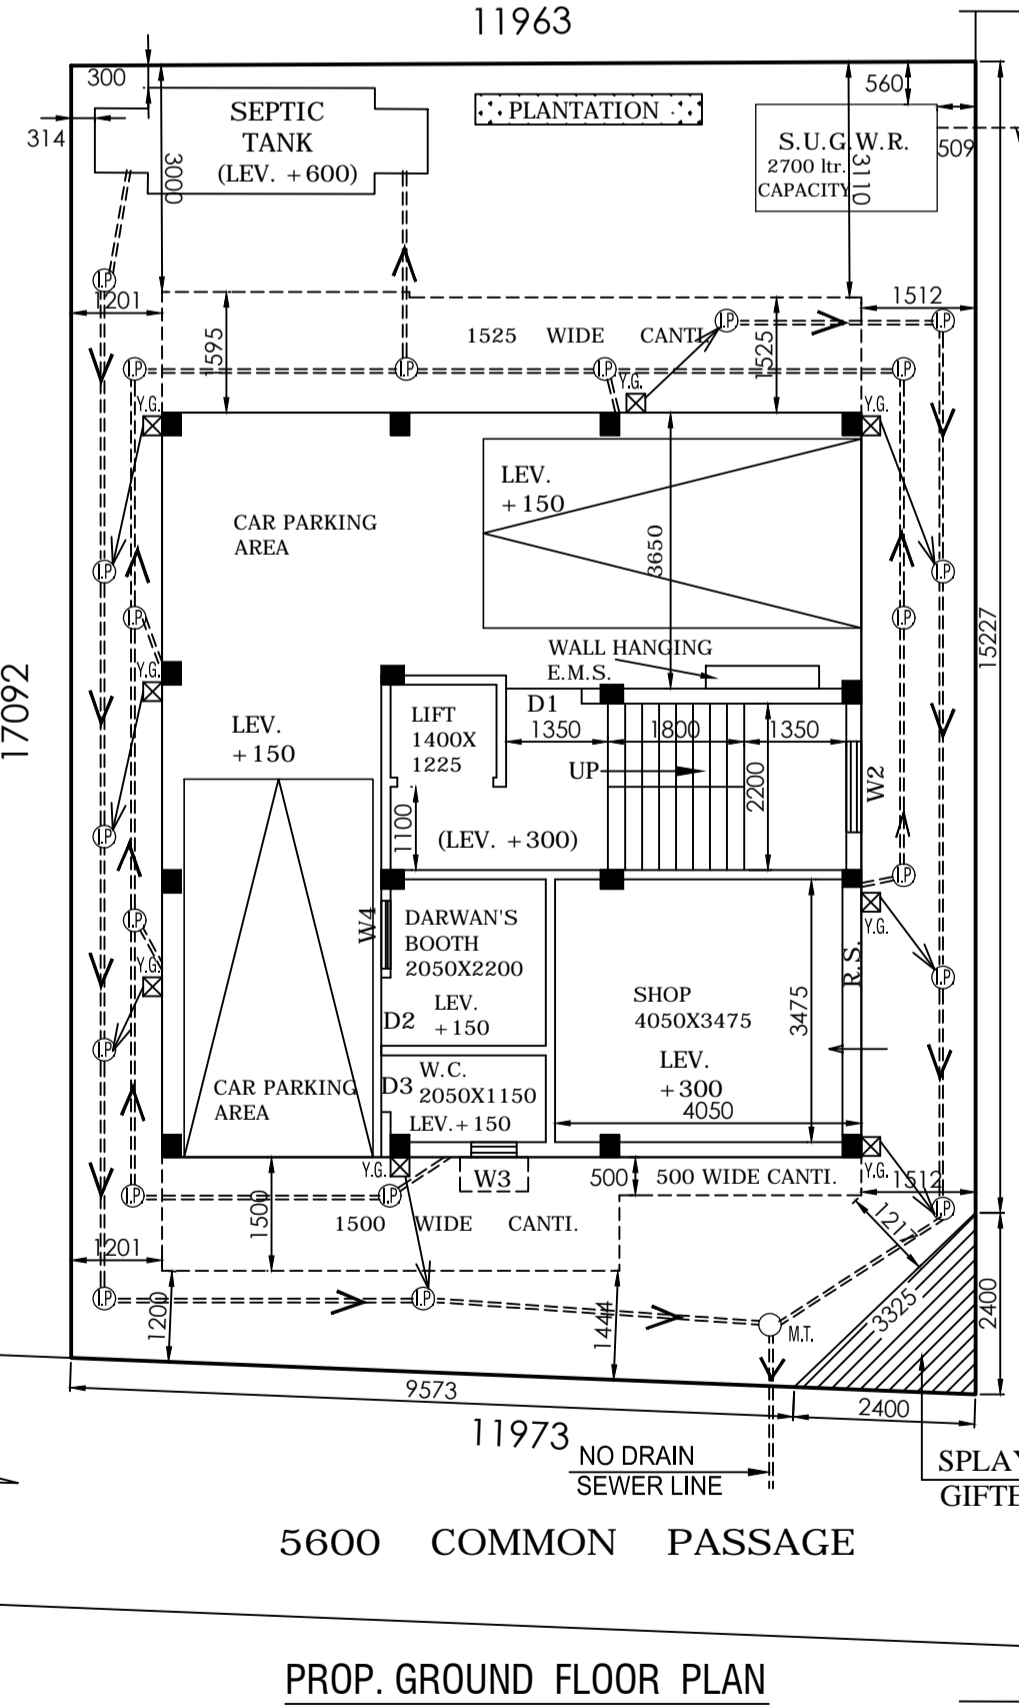 11963
300
560
SEPTIC
TANK
(LEV. +600)
PLANTATION
314
S.U.G.W.R.
2700 ltr.
CAPACITY
509
3000
3110
I.P
1201
1512
I.P
I.P
1595
1525 WIDE CANTI.
1525
I.P
I.P
I.P
I.P
Y.G.
Y.G.
Y.G.
LEV.
+150
CAR PARKING
AREA
3650
I.P
I.P
I.P
I.P
15227
WALL HANGING
E.M.S.
Y.G.
17092
D1
LIFT
1400X
1225
1350
1800
1350
LEV.
+150
UP
2200
W2
1100
(LEV. +300)
I.P
I.P
W4
DARWAN'S
BOOTH
2050X2200
I.P
Y.G.
R.S.
Y.G.
I.P
LEV.
+150
SHOP
4050X3475
3475
D2
I.P
LEV.
+300
W.C.
2050X1150
D3
CAR PARKING
AREA
LEV.+150
4050
Y.G.
W3
500
500 WIDE CANTI.
Y.G.
1512
I.P
I.P
I.P
1500
1500 WIDE CANTI.
1211
1201
I.P
I.P
1200
1444
M.T.
3325
2400
9573
2400
11973
NO DRAIN
SEWER LINE
SPLAY
GIFTE
5600 COMMON PASSAGE
PROP. GROUND FLOOR PLAN